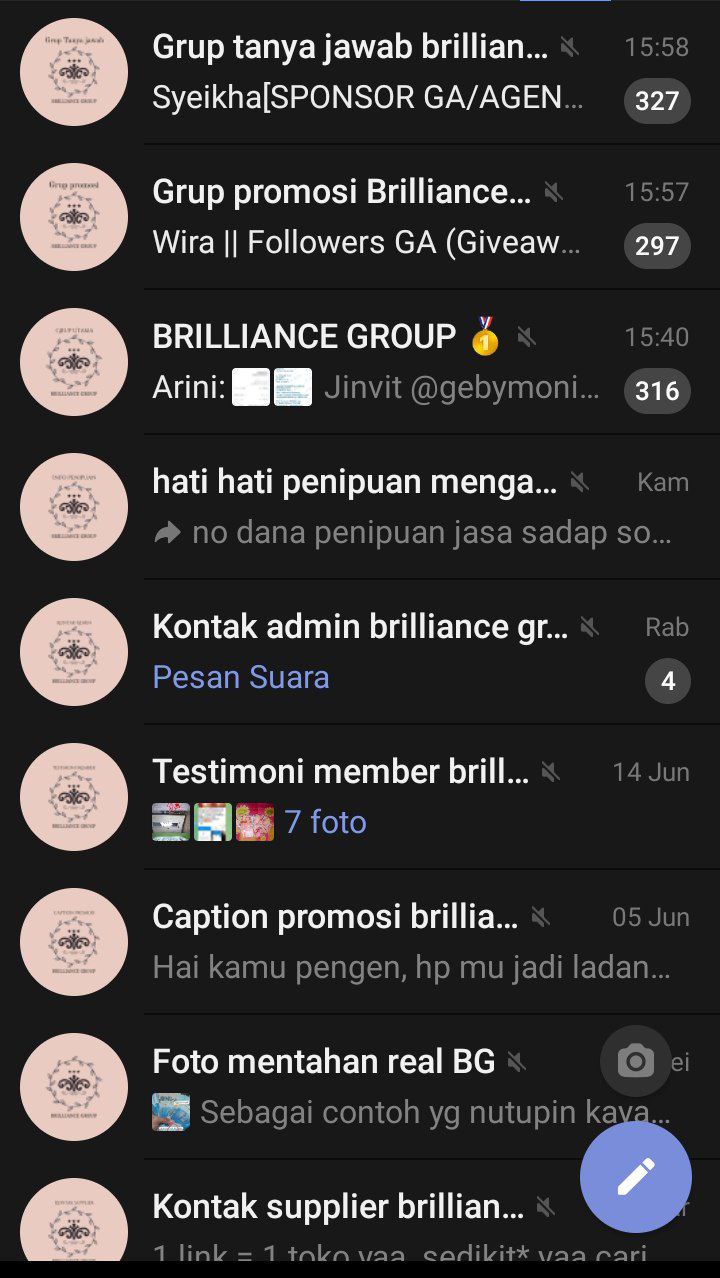 Grup Tanya jawab
BRILLIANCE GROUP
Grup tanya jawab brillian...
15:58
Syeikha[SPONSOR GA/AGEN...
327
Grup promosi
BRILLIANCE GROUP
Grup promosi Brilliance...
15:57
Wira || Followers GA (Giveaw...
297
GRUP UTAMA
BRILLIANCE GROUP
BRILLIANCE GROUP 🥇
15:40
Arini: Jinvit @gebymoni...
316
INFO PENIPUAN
BRILLIANCE GROUP
hati hati penipuan menga...
Kam
no dana penipuan jasa sadap so...
KONTAK ADMIN
BRILLIANCE GROUP
Kontak admin brilliance gr...
Rab
Pesan Suara
4
TESTIMONI MEMBER
BRILLIANCE GROUP
Testimoni member brill...
14 Jun
7 foto
CAPTION PROMOSI
BRILLIANCE GROUP
Caption promosi brillia...
05 Jun
Hai kamu pengen, hp mu jadi ladan...
BRILLIANCE GROUP
Foto mentahan real BG
ei
Sebagai contoh yg nutupin kaya...
KONTAK SUPPLIER
Kontak supplier brillian...
r
1 link = 1 toko yaa, sedikit* yaa cari